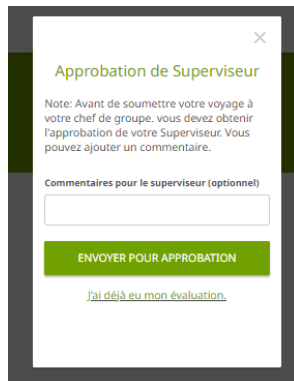 Approbation de Superviseur
Note: Avant de soumettre votre voyage à
votre chef de groupe. vous devez obtenir
l'approbation de votre Superviseur. Vous
pouvez ajouter un commentaire.
Commentaires pour le superviseur (optionnel)
ENVOYER POUR APPROBATION
J'ai déjà eu mon évaluation.